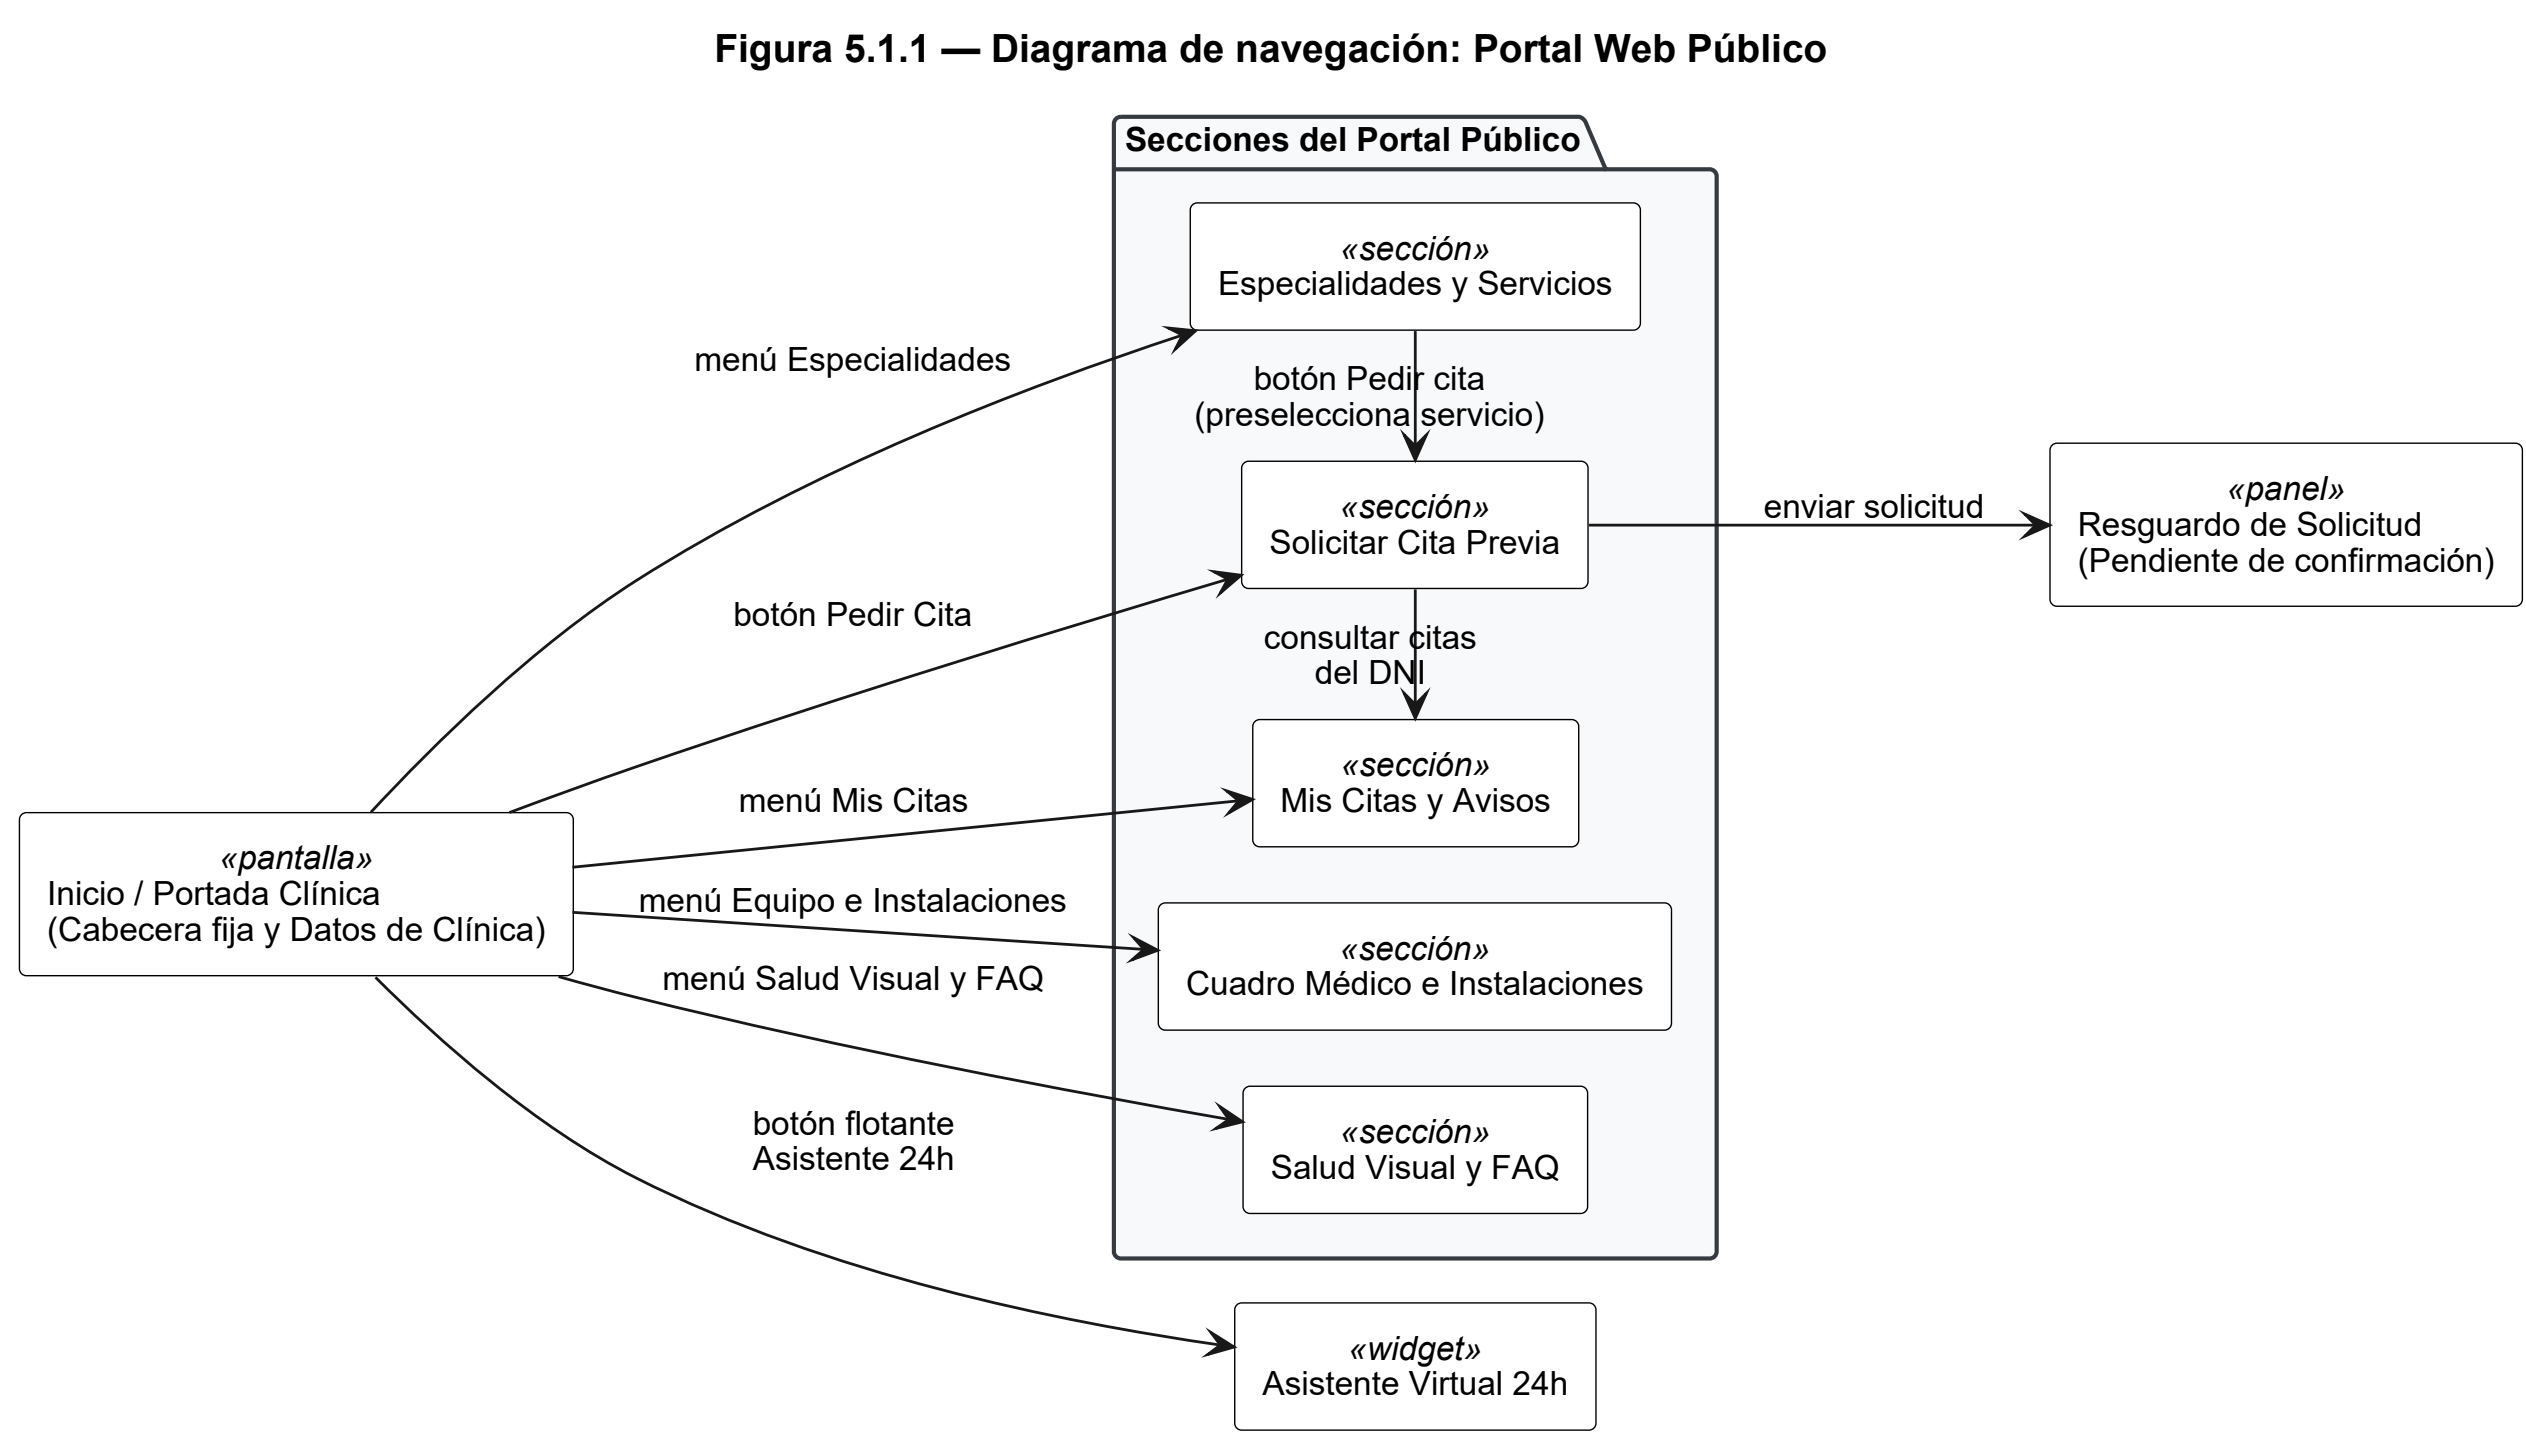 Figura 5.1.1 — Diagrama de navegación: Portal Web Público
Secciones del Portal Público
«sección»
Especialidades y Servicios
menú Especialidades
botón Pedir cita
(preselecciona servicio)
«sección»
Solicitar Cita Previa
enviar solicitud
«panel»
Resguardo de Solicitud
(Pendiente de confirmación)
botón Pedir Cita
consultar citas
del DNI
«sección»
Mis Citas y Avisos
menú Mis Citas
«pantalla»
Inicio / Portada Clínica
(Cabecera fija y Datos de Clínica)
menú Equipo e Instalaciones
«sección»
Cuadro Médico e Instalaciones
menú Salud Visual y FAQ
«sección»
Salud Visual y FAQ
botón flotante
Asistente 24h
«widget»
Asistente Virtual 24h